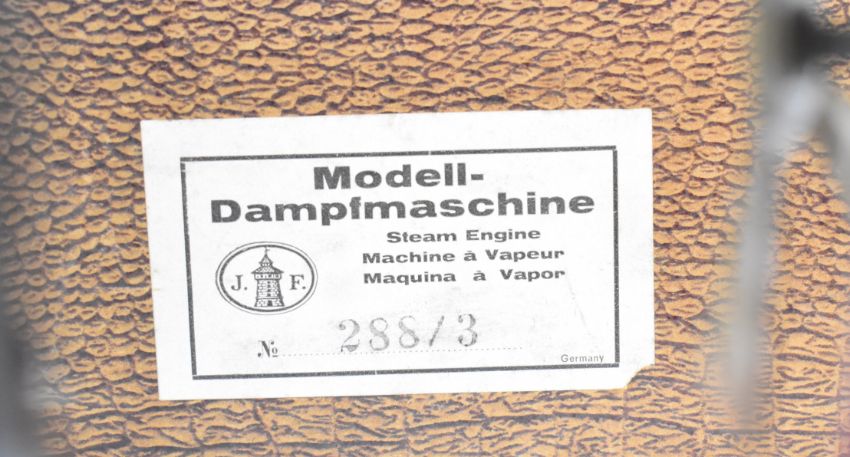 Modell-
Dampfmaschine
Steam Engine
Machine à Vapeur
Maquina à Vapor
J. F.
№ 288/3
Germany